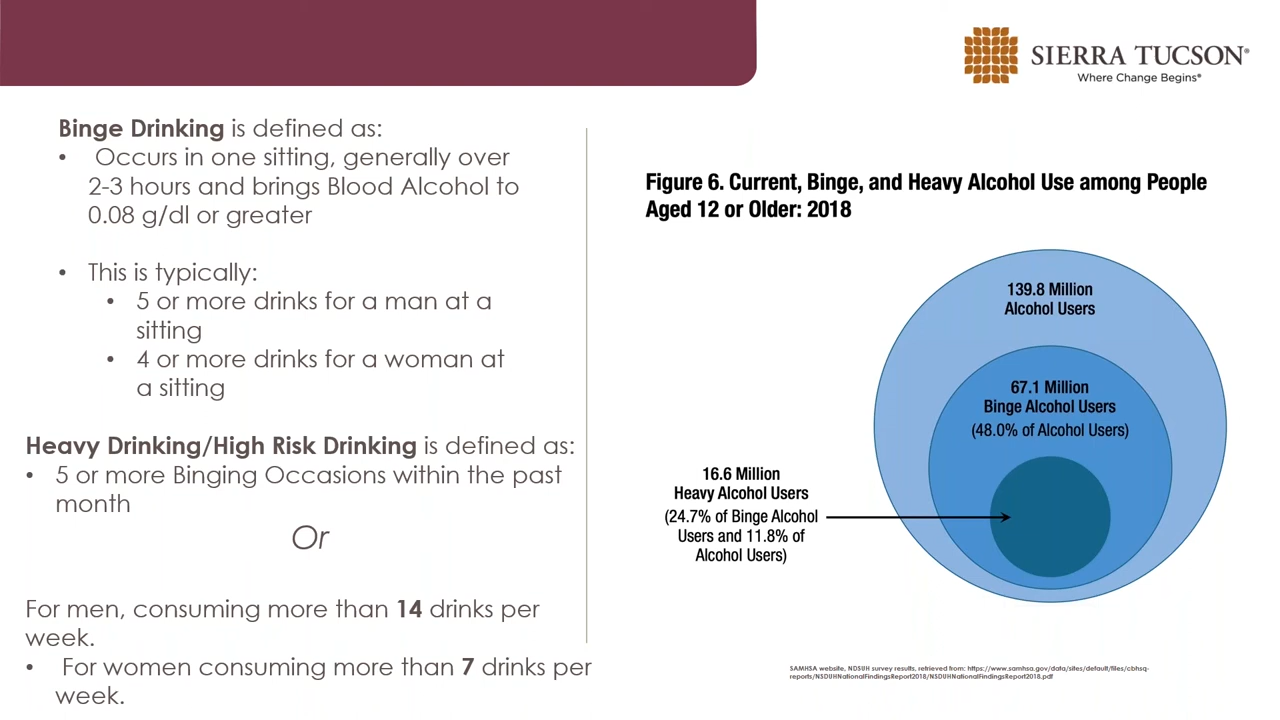 SIERRA TUCSON®
Where Change Begins®
Binge Drinking is defined as:
• Occurs in one sitting, generally over
2-3 hours and brings Blood Alcohol to
0.08 g/dl or greater
• This is typically:
• 5 or more drinks for a man at a
sitting
• 4 or more drinks for a woman at
a sitting
Heavy Drinking/High Risk Drinking is defined as:
• 5 or more Binging Occasions within the past
month
Or
For men, consuming more than 14 drinks per
week.
• For women consuming more than 7 drinks per
week.
Figure 6. Current, Binge, and Heavy Alcohol Use among People
Aged 12 or Older: 2018
139.8 Million
Alcohol Users
67.1 Million
Binge Alcohol Users
(48.0% of Alcohol Users)
16.6 Million
Heavy Alcohol Users
(24.7% of Binge Alcohol
Users and 11.8% of
Alcohol Users)
SAMHSA website, NDSUH survey results, retrieved from: https://www.samhsa.gov/data/sites/default/files/cbhsq-
reports/NSDUHNationalFindingsReport2018/NSDUHNationalFindingsReport2018.pdf